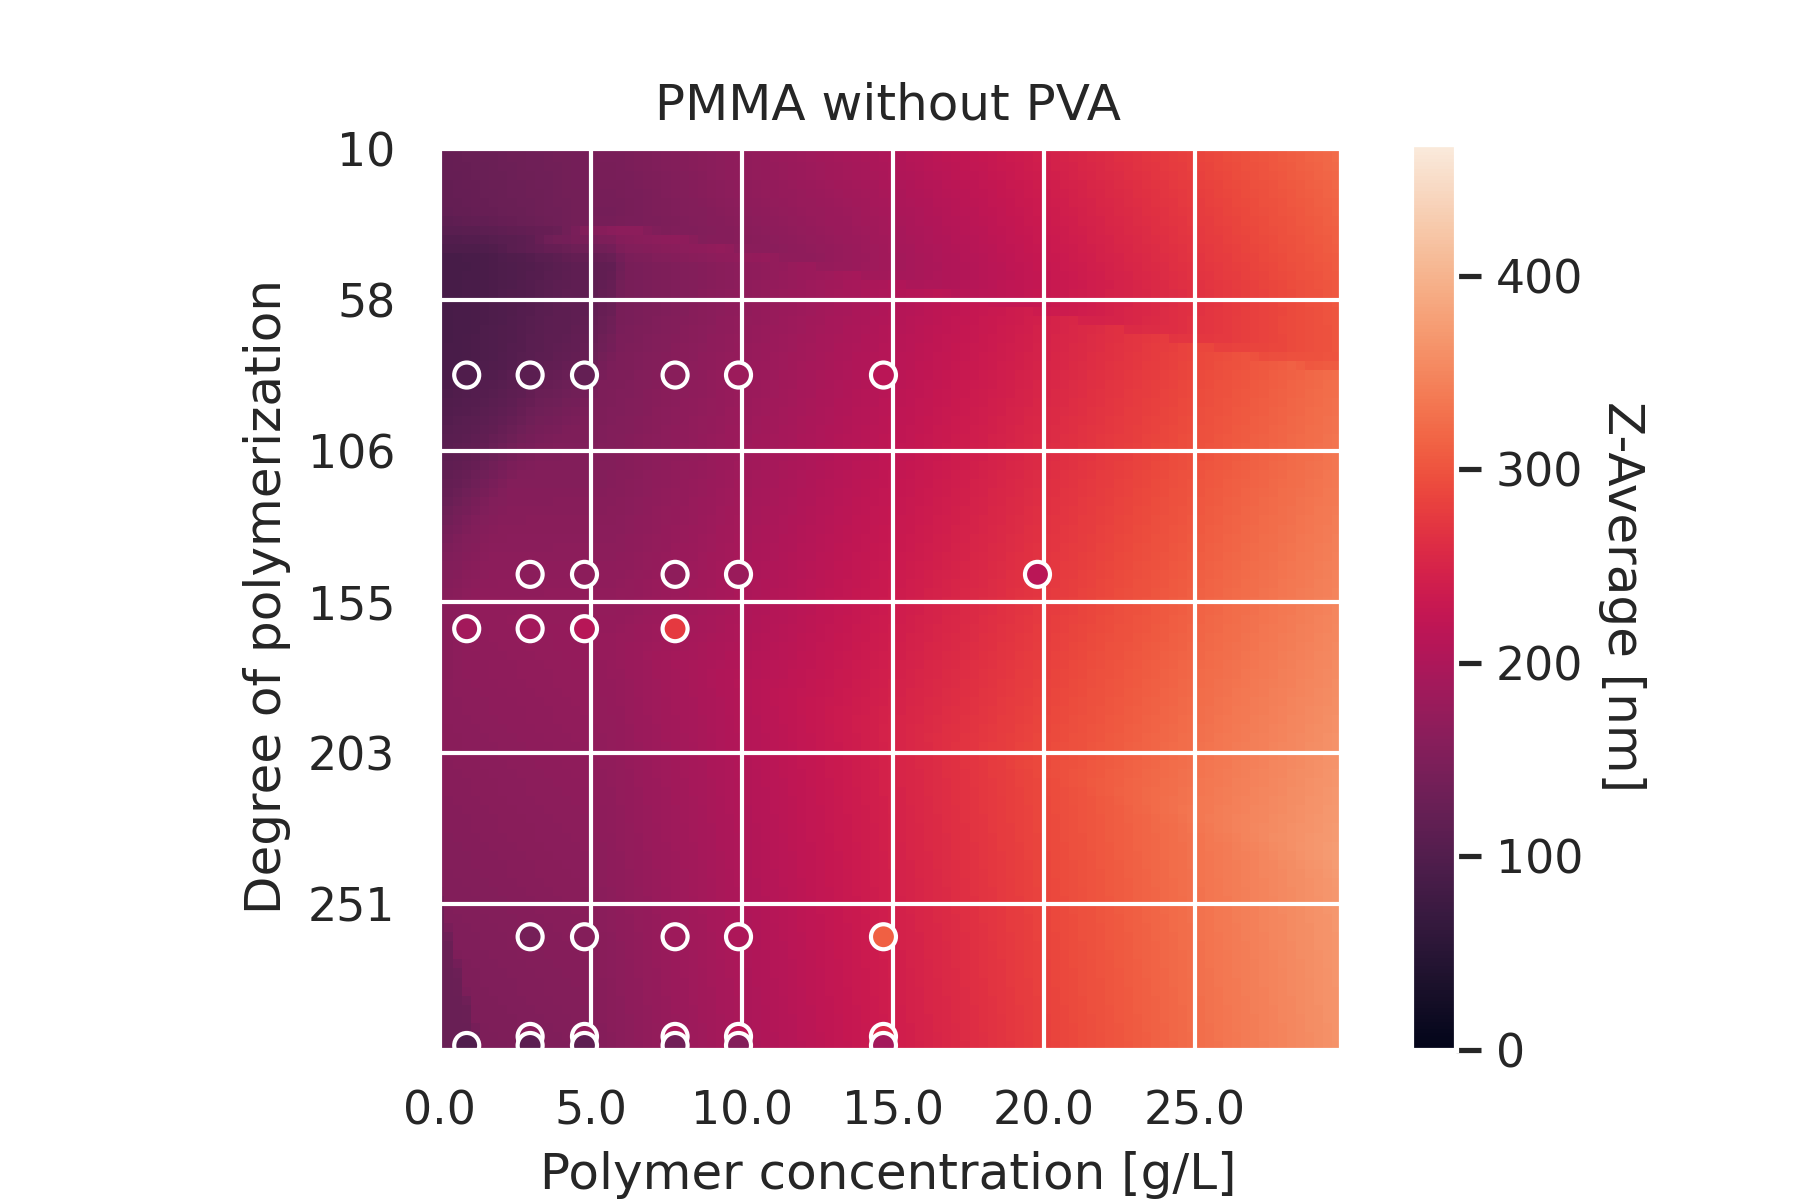 PMMA without PVA
10
58
106
155
203
251
Degree of polymerization
0.0 5.0 10.0 15.0 20.0 25.0
Polymer concentration [g/L]
400
300
200
100
0
Z-Average [nm]